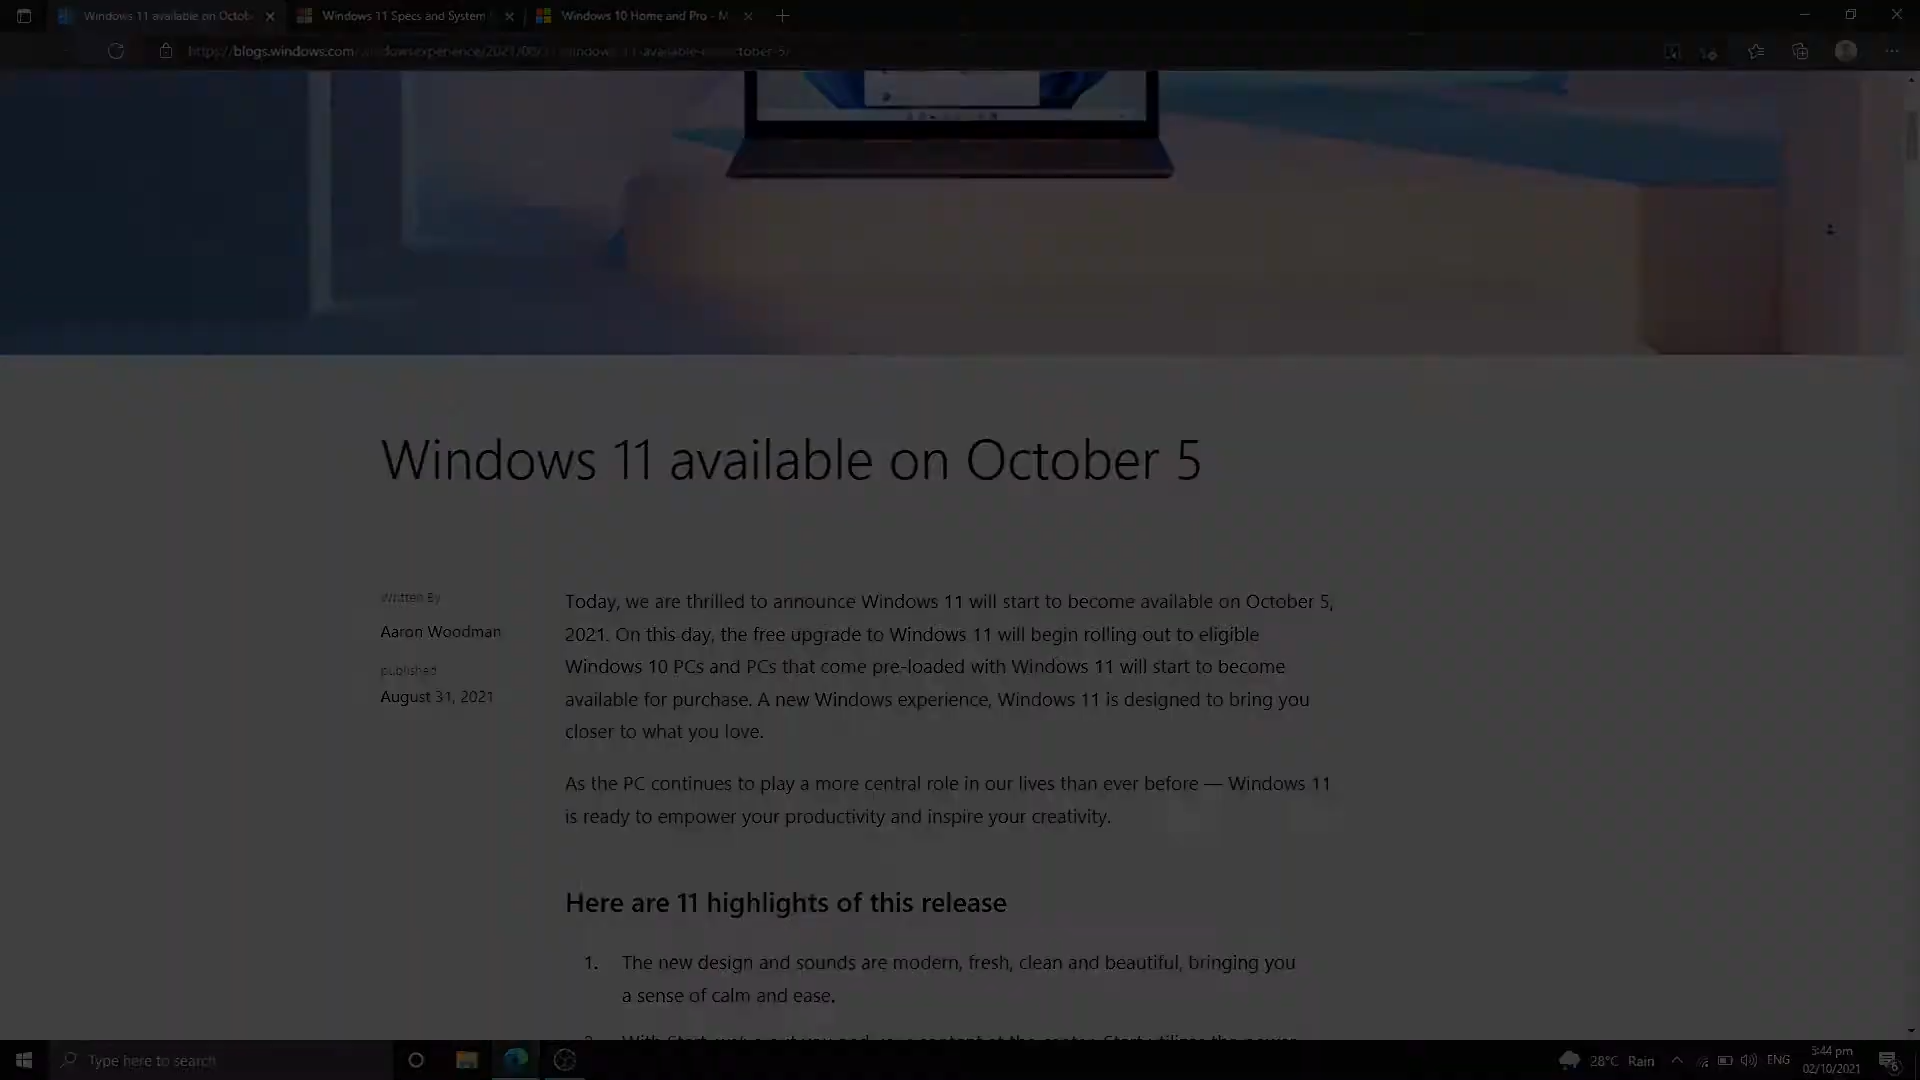 Windows 11 available on Octob
Windows 11 Specs and System
Windows 10 Home and Pro - M
https://blogs.windows.com
Windows 11 available on October 5
Written By
Aaron Woodman
published
August 31, 2021
Today, we are thrilled to announce Windows 11 will start to become available on October 5,
2021. On this day, the free upgrade to Windows 11 will begin rolling out to eligible
Windows 10 PCs and PCs that come pre-loaded with Windows 11 will start to become
available for purchase. A new Windows experience, Windows 11 is designed to bring you
closer to what you love.
As the PC continues to play a more central role in our lives than ever before — Windows 11
is ready to empower your productivity and inspire your creativity.
Here are 11 highlights of this release
1. The new design and sounds are modern, fresh, clean and beautiful, bringing you
a sense of calm and ease.
Type here to search
28°C Rain
ENG
5:44 pm
02/10/2021
6